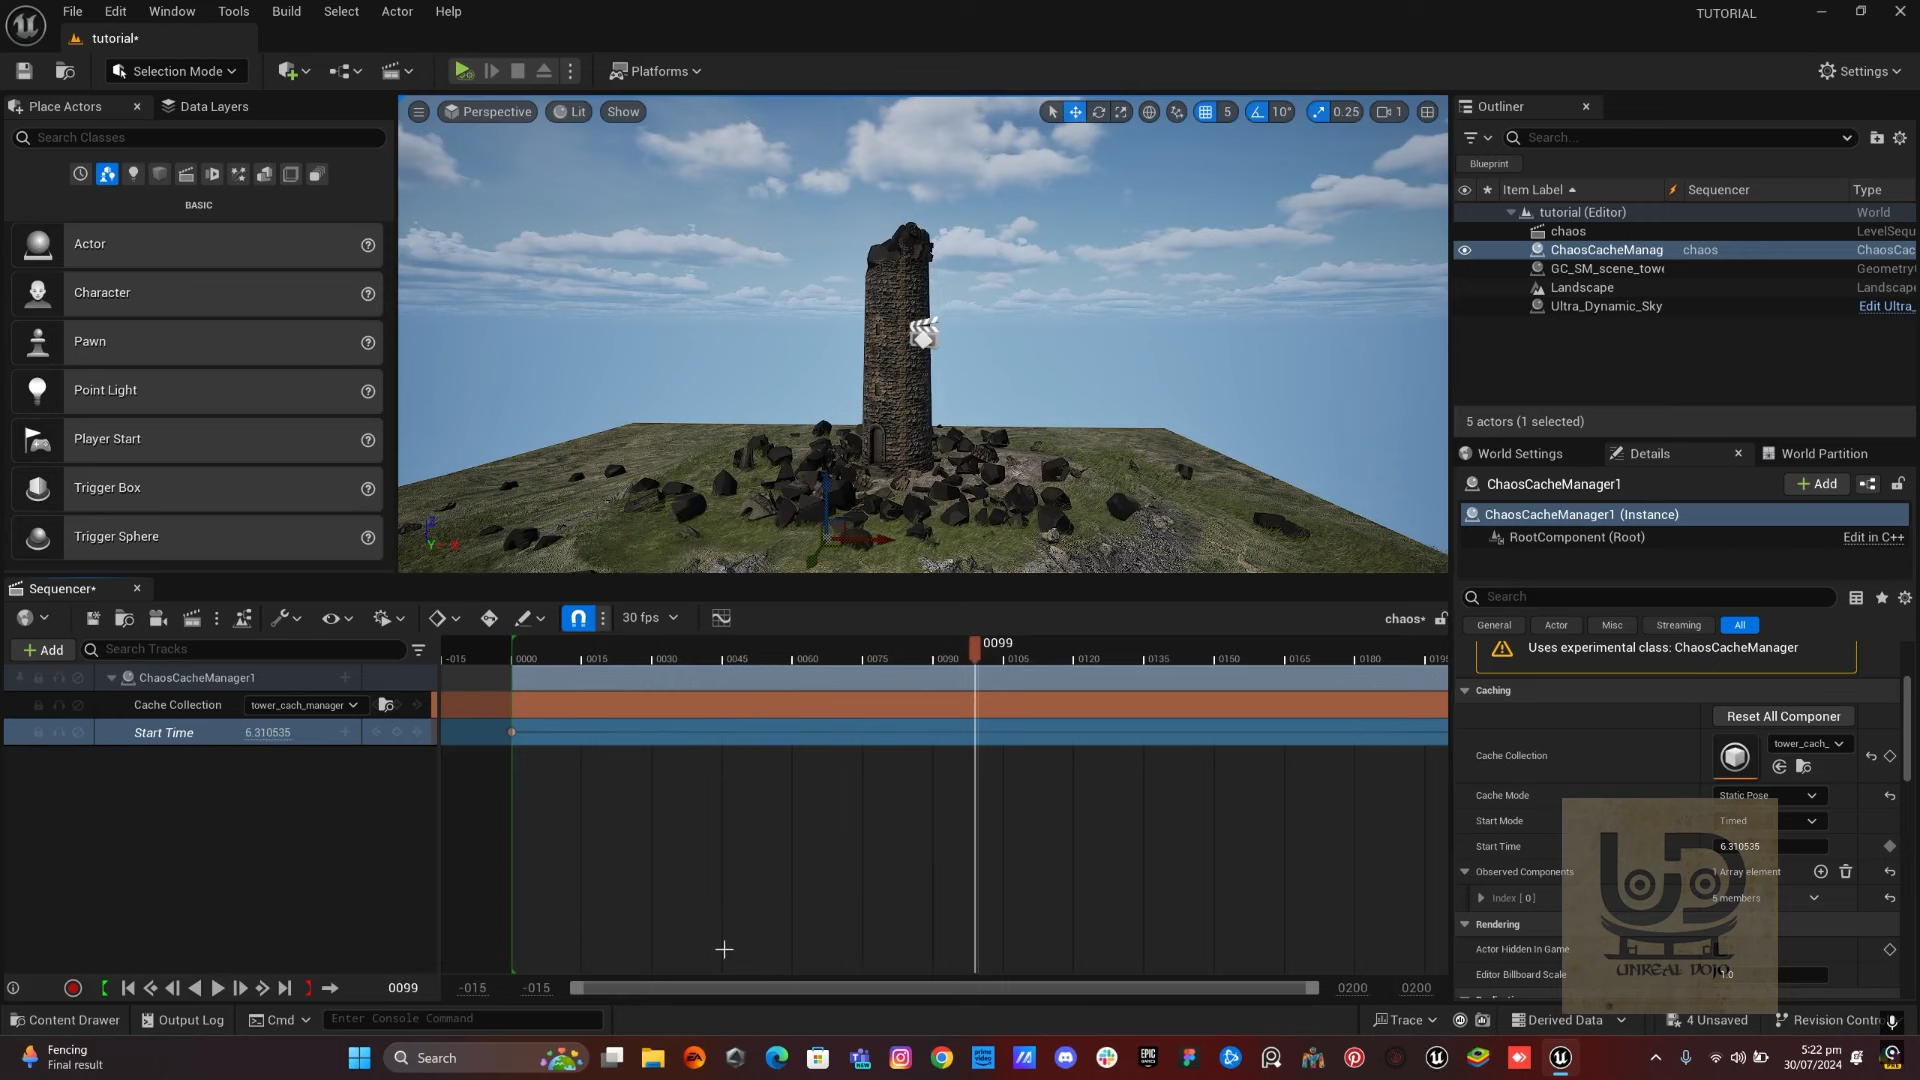 File Edit Window Tools Build Select Actor Help
TUTORIAL
tutorial*
Selection Mode
Platforms
Settings
Place Actors
Data Layers
Search Classes
BASIC
Actor
Character
Pawn
Point Light
Player Start
Trigger Box
Trigger Sphere
Perspective
Lit
Show
5
10°
0.25
1
Outliner
Search...
Blueprint
Item Label
Sequencer
Type
tutorial (Editor)
World
chaos
LevelSequ
ChaosCacheManag
chaos
ChaosCac
GC_SM_scene_towe
Geometry
Landscape
Landscape
Ultra_Dynamic_Sky
Edit Ultra_
5 actors (1 selected)
World Settings
Details
World Partition
ChaosCacheManager1
Add
ChaosCacheManager1 (Instance)
RootComponent (Root)
Edit in C++
Search
General
Actor
Misc
Streaming
All
Uses experimental class: ChaosCacheManager
Caching
Reset All Componer
Cache Collection
tower_cach_
Cache Mode
Static Pose
Start Mode
Timed
Start Time
6.310535
Observed Components
1 Array element
Index [ 0 ]
5 members
Rendering
Actor Hidden In Game
Editor Billboard Scale
1.0
UNREAL DOJO
Sequencer*
30 fps
chaos*
Add
Search Tracks
0099
-015 0000 0015 0030 0045 0060 0075 0090 0105 0120 0135 0150 0165 0180 0195
ChaosCacheManager1
Cache Collection
tower_cach_manager
Start Time
6.310535
0099
-015
-015
0200
0200
Content Drawer
Output Log
Cmd
Enter Console Command
Trace
Derived Data
4 Unsaved
Revision Contro
Fencing
Final result
Search
5:22 pm
30/07/2024